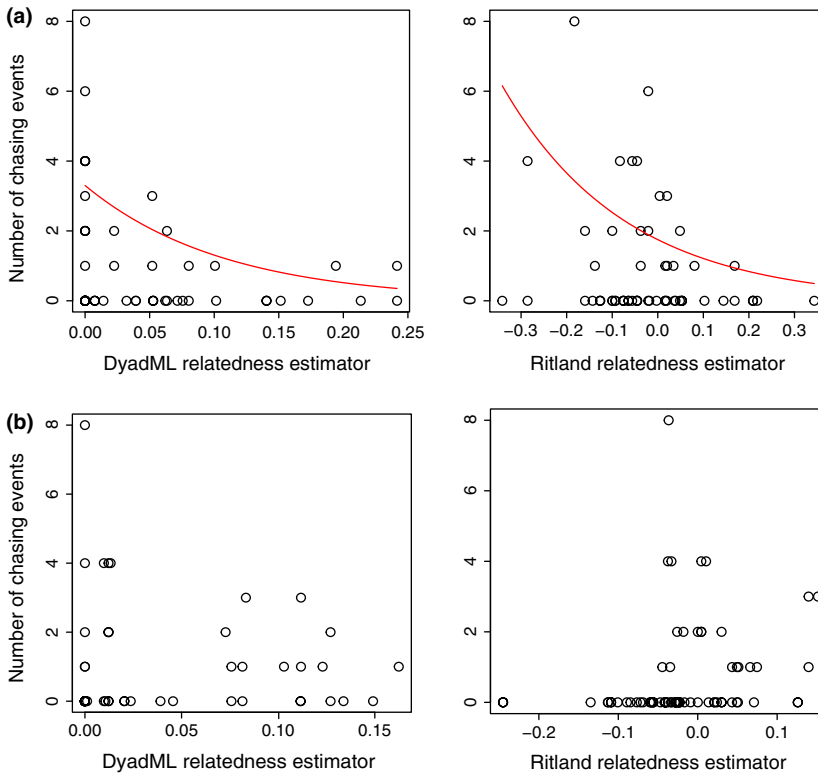 (a)
Number of chasing events
8
6
4
2
0
0.00 0.05 0.10 0.15 0.20 0.25
DyadML relatedness estimator
8
6
4
2
0
−0.3 −0.2 −0.1 0.0 0.1 0.2 0.3
Ritland relatedness estimator
(b)
Number of chasing events
8
6
4
2
0
0.00 0.05 0.10 0.15
DyadML relatedness estimator
8
6
4
2
0
−0.2 −0.1 0.0 0.1
Ritland relatedness estimator